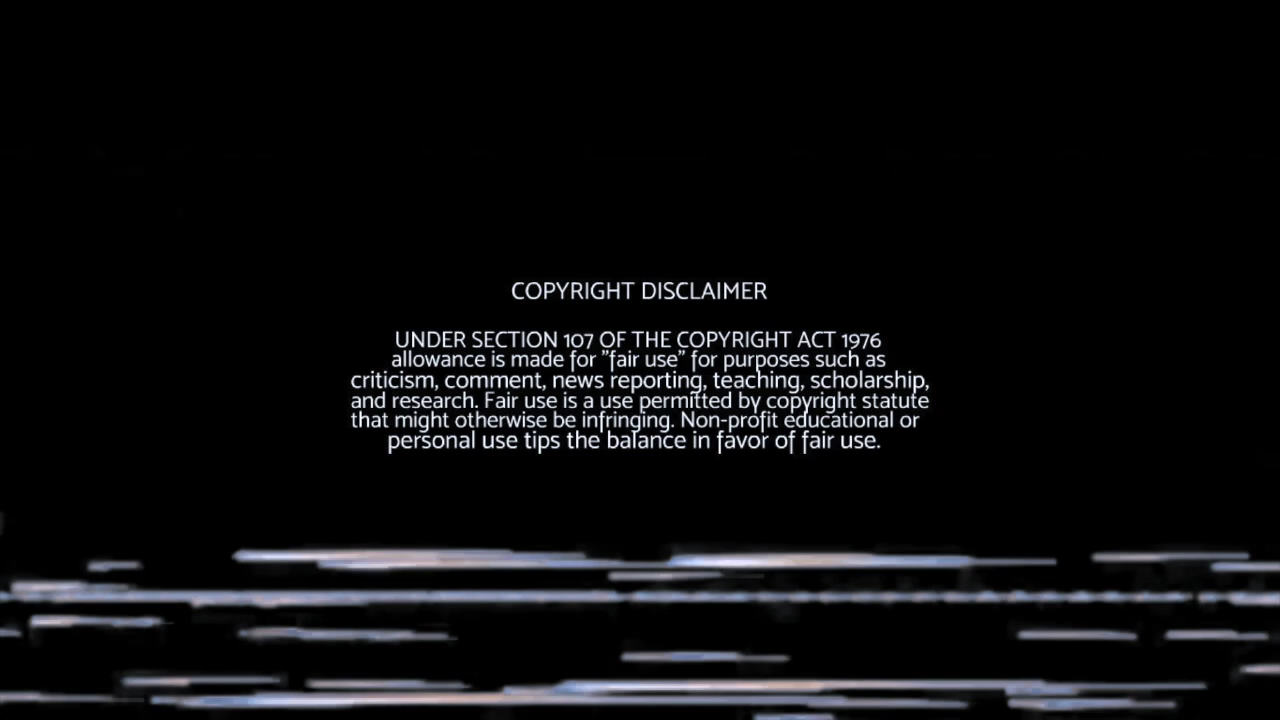 COPYRIGHT DISCLAIMER
UNDER SECTION 107 OF THE COPYRIGHT ACT 1976
allowance is made for "fair use" for purposes such as
criticism, comment, news reporting, teaching, scholarship,
and research. Fair use is a use permitted by copyright statute
that might otherwise be infringing. Non-profit educational or
personal use tips the balance in favor of fair use.